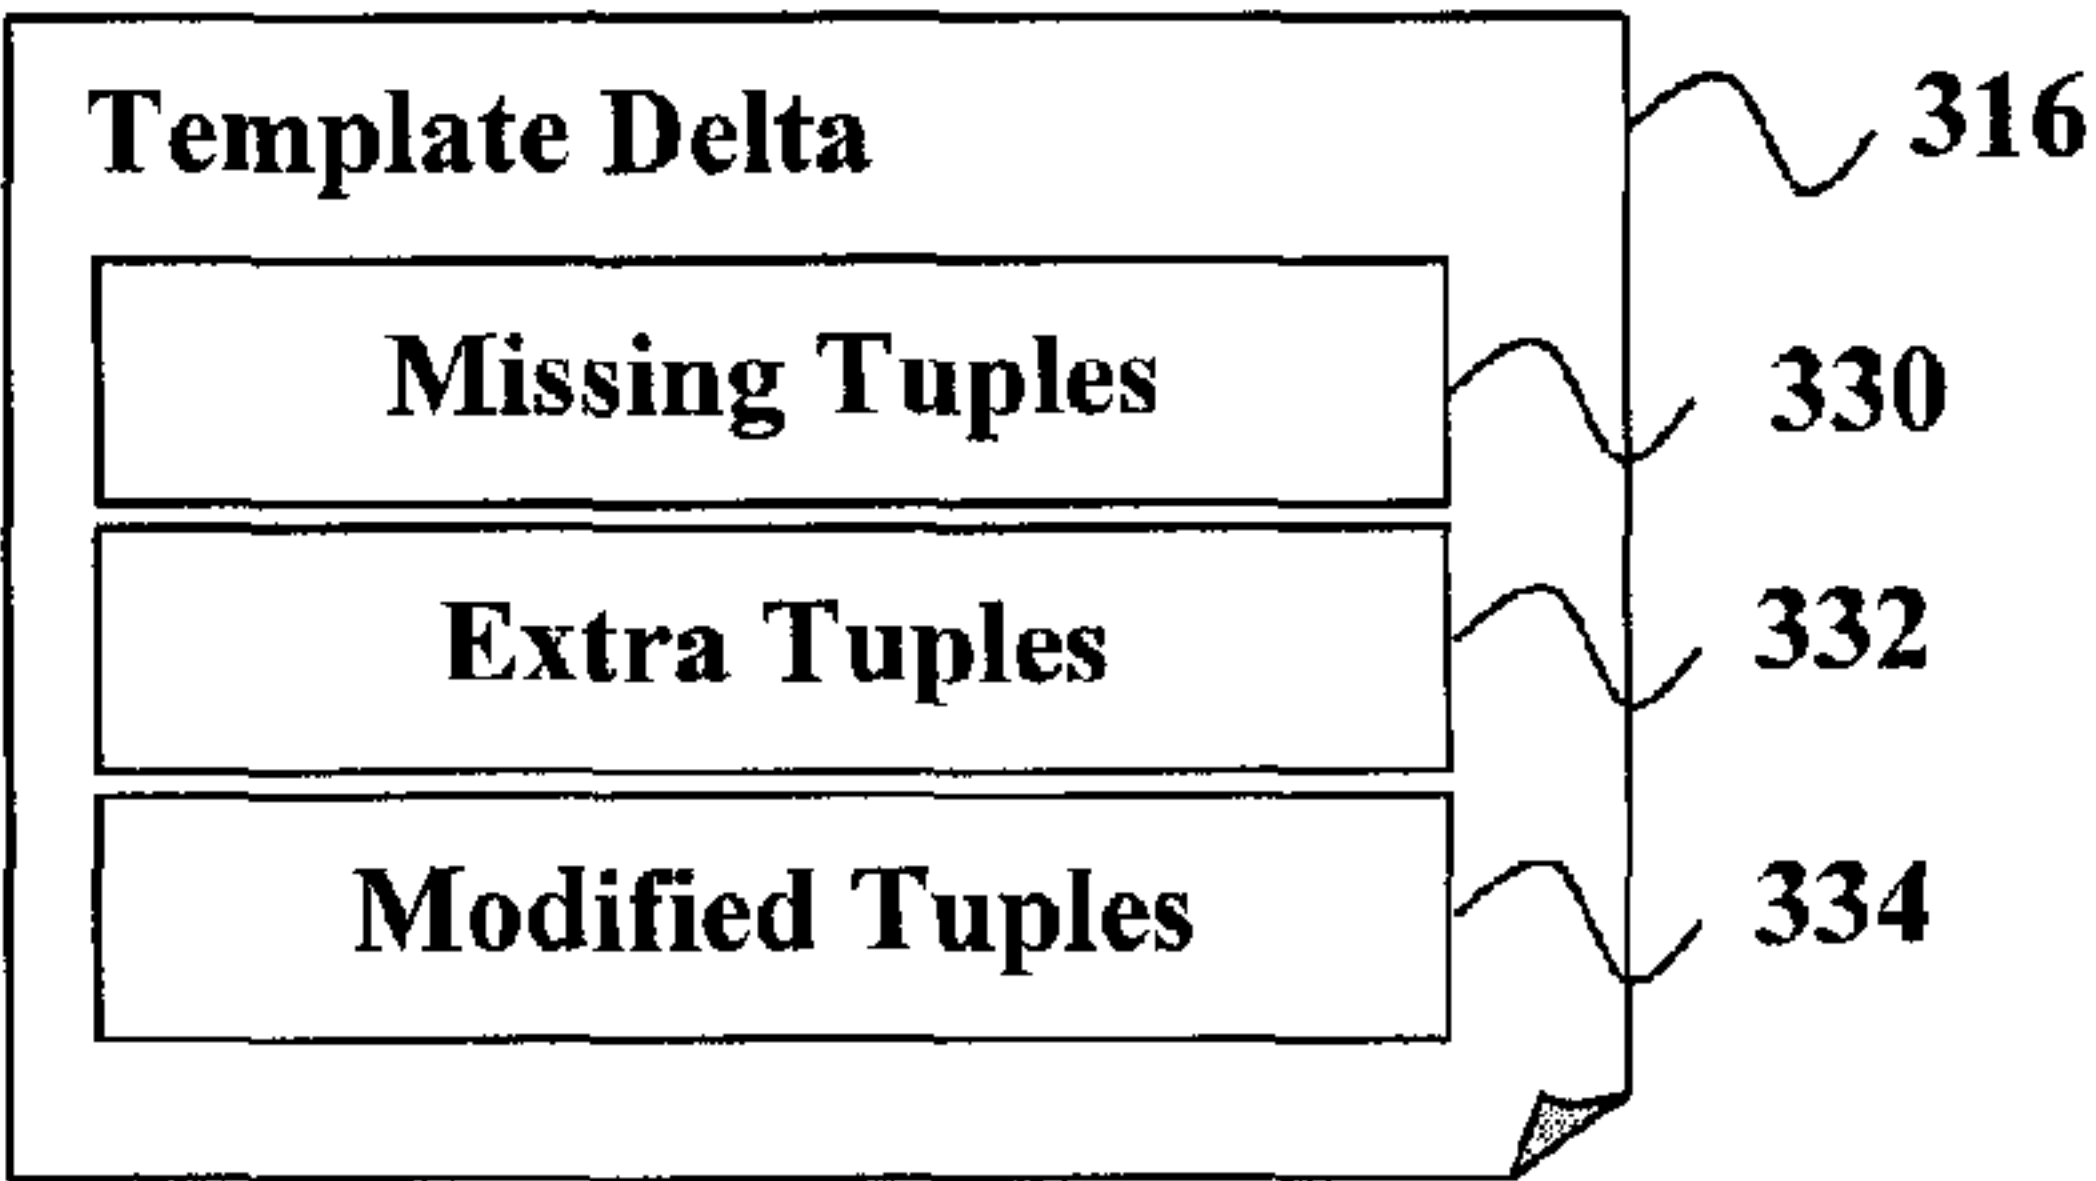 Template Delta 316
Missing Tuples 330
Extra Tuples 332
Modified Tuples 334